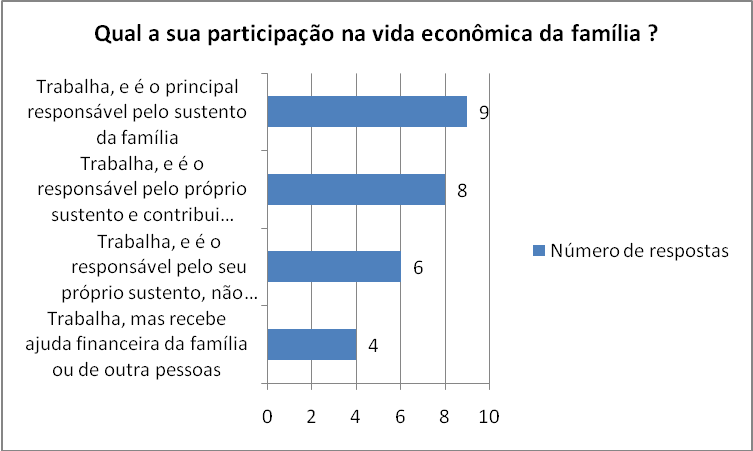 Qual a sua participação na vida econômica da família ?
Trabalha, e é o principal
responsável pelo sustento
da família
9
Trabalha, e é o
responsável pelo próprio
sustento e contribui...
8
Trabalha, e é o
responsável pelo seu
próprio sustento, não...
6
Trabalha, mas recebe
ajuda financeira da família
ou de outra pessoas
4
0 2 4 6 8 10
Número de respostas